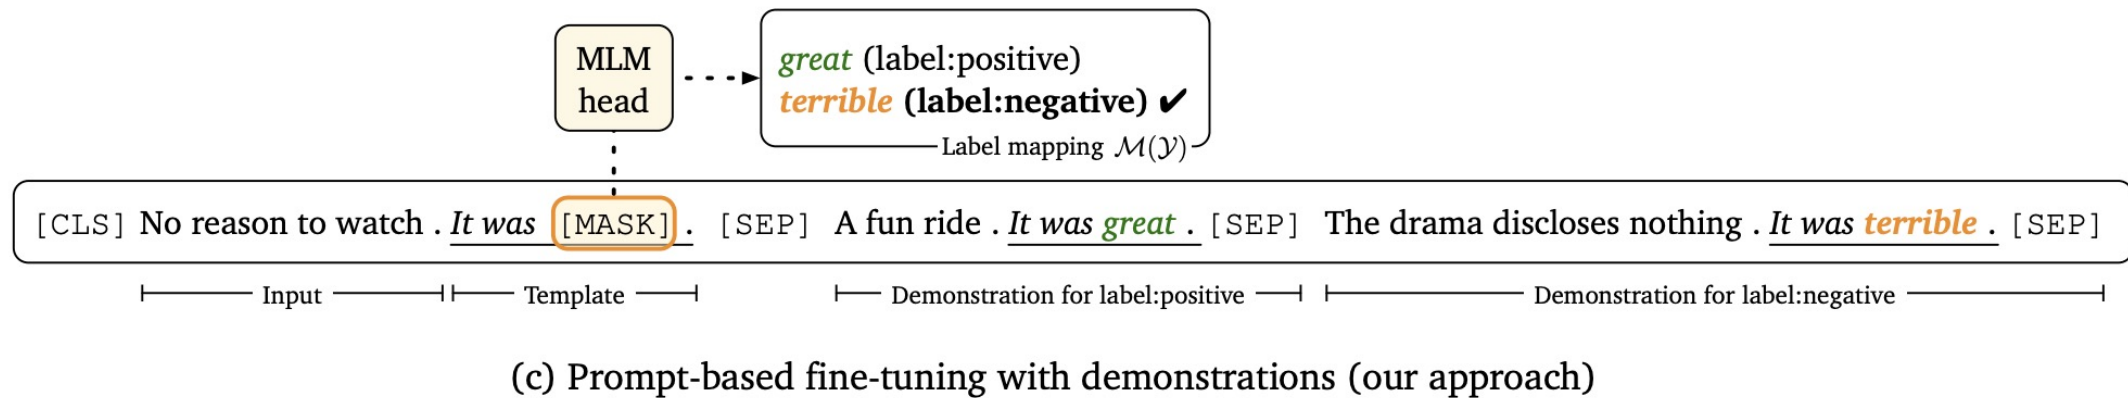 MLM
head
great (label:positive)
terrible (label:negative) ✔
Label mapping 𝓜(𝒴)
[CLS] No reason to watch . It was [MASK] . [SEP] A fun ride . It was great . [SEP] The drama discloses nothing . It was terrible . [SEP]
Input Template Demonstration for label:positive Demonstration for label:negative
(c) Prompt-based fine-tuning with demonstrations (our approach)